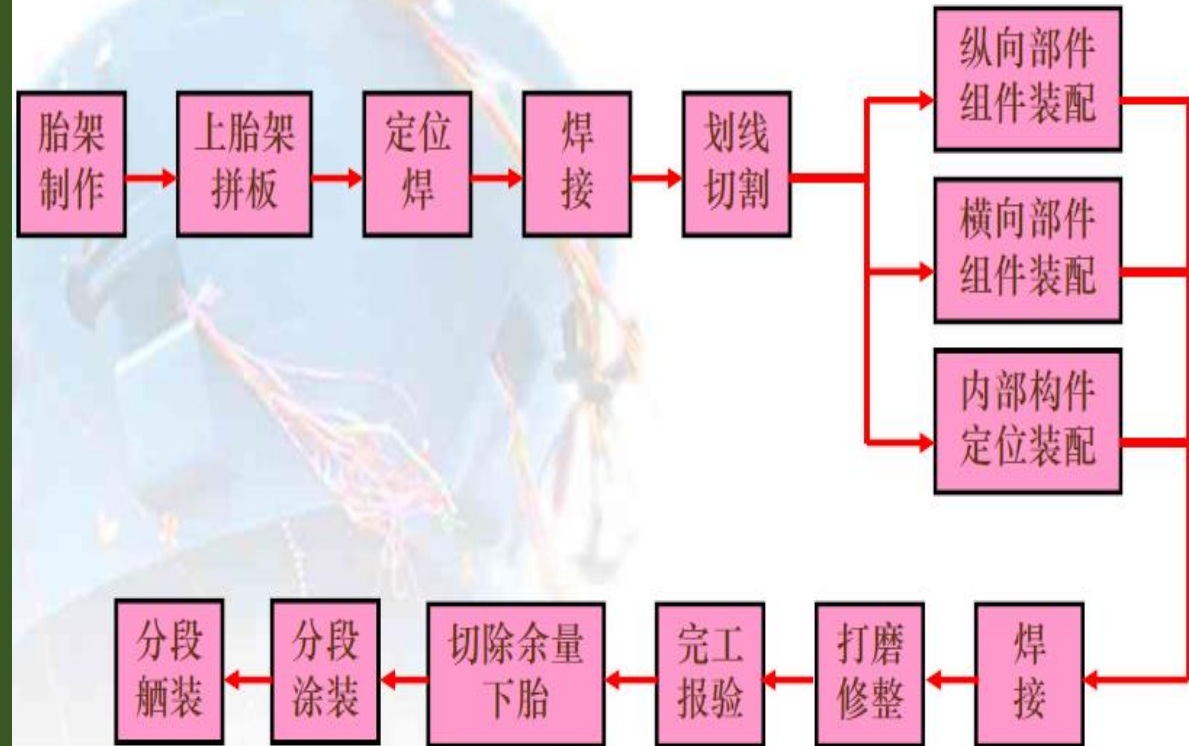 胎架
制作
上胎架
拼板
定位
焊
焊
接
划线
切割
纵向部件
组件装配
横向部件
组件装配
内部构件
定位装配
焊
接
打磨
修整
完工
报验
切除余量
下胎
分段
涂装
分段
舾装